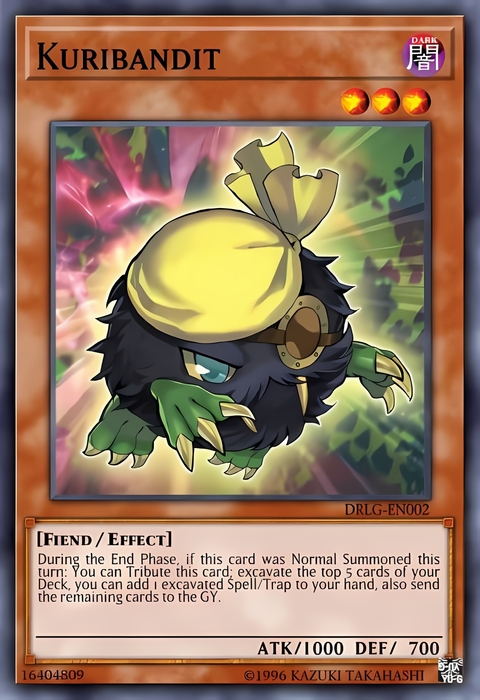 KURIBANDIT
DARK
闇
DRLG-EN002
[FIEND / EFFECT]
During the End Phase, if this card was Normal Summoned this
turn: You can Tribute this card; excavate the top 5 cards of your
Deck, you can add 1 excavated Spell/Trap to your hand, also send
the remaining cards to the GY.
ATK/1000 DEF/ 700
16404809
©1996 KAZUKI TAKAHASHI